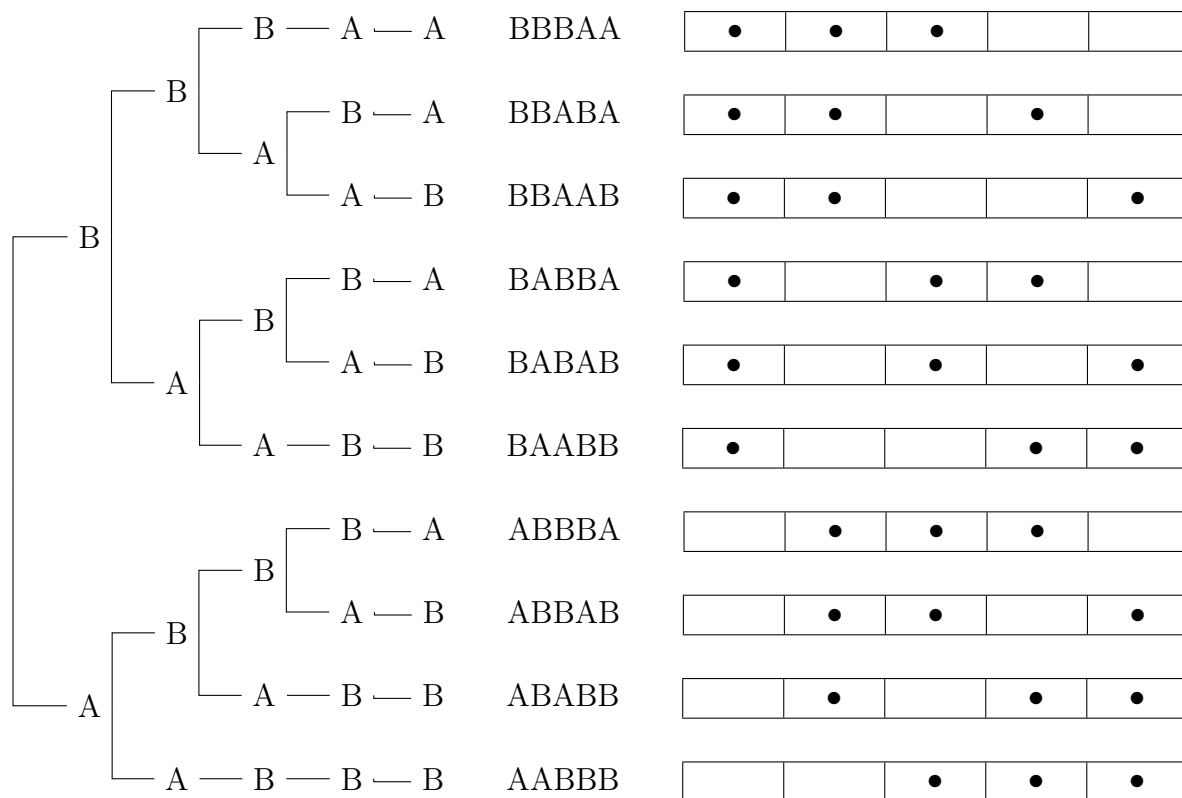 B A A BBBAA
B
B A BBABA
A
A B BBAAB
B
B A BABBA
B
A B BABAB
A
A B B BAABB
B A ABBBA
B
A B ABBAB
B
A B B ABABB
A
A B B B AABBB